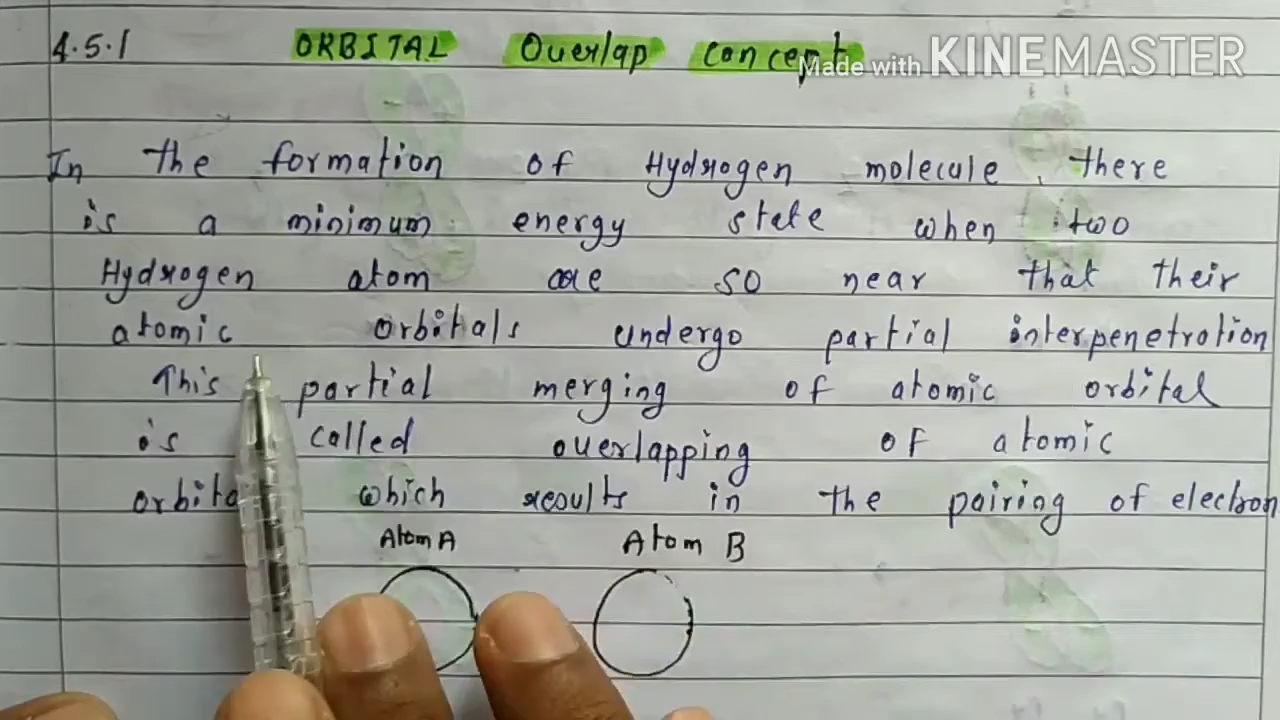 4.5.1 ORBITAL Overlap concept
Made with KINEMASTER
In the formation of Hydrogen molecule, there
is a minimum energy state when two
Hydrogen atom are so near that their
atomic orbitals undergo partial interpenetration
This partial merging of atomic orbital
is called overlapping of atomic
orbita which results in the pairing of electron
Atom A Atom B